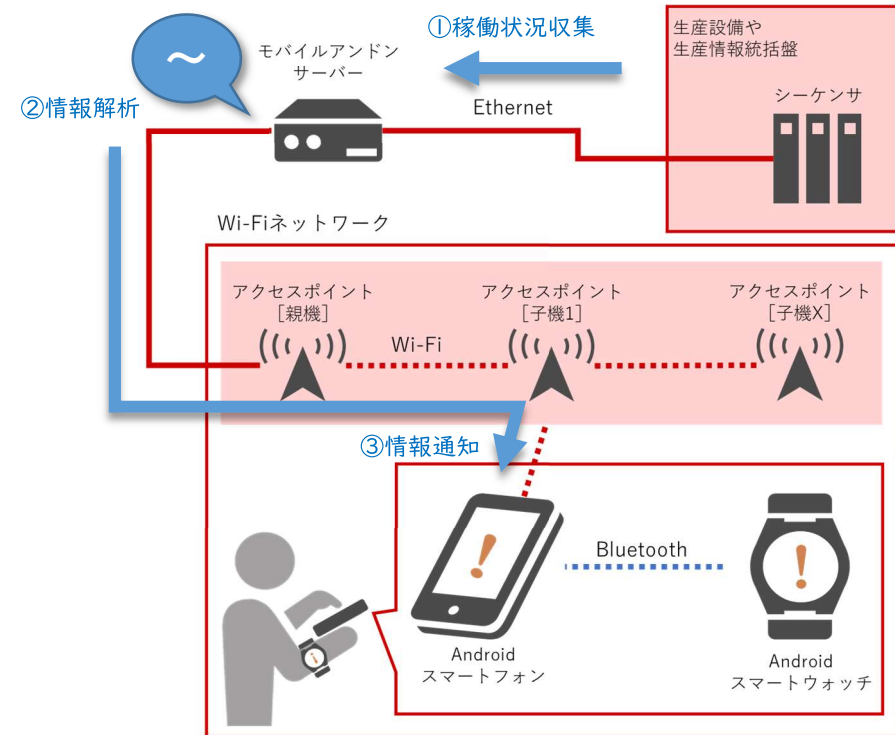 ①稼働状況収集
生産設備や
生産情報統括盤
モバイルアンドン
サーバー
〜
シーケンサ
②情報解析
Ethernet
Wi-Fiネットワーク
アクセスポイント
[親機]
アクセスポイント
[子機1]
アクセスポイント
[子機X]
Wi-Fi
③情報通知
!
Bluetooth
!
!
Android
スマートフォン
Android
スマートウォッチ